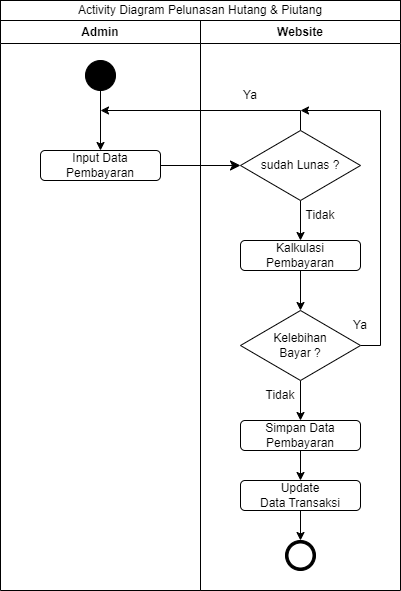 Activity Diagram Pelunasan Hutang & Piutang
Admin
Website
Ya
Input Data
Pembayaran
sudah Lunas ?
Tidak
Kalkulasi
Pembayaran
Kelebihan
Bayar ?
Ya
Tidak
Simpan Data
Pembayaran
Update
Data Transaksi